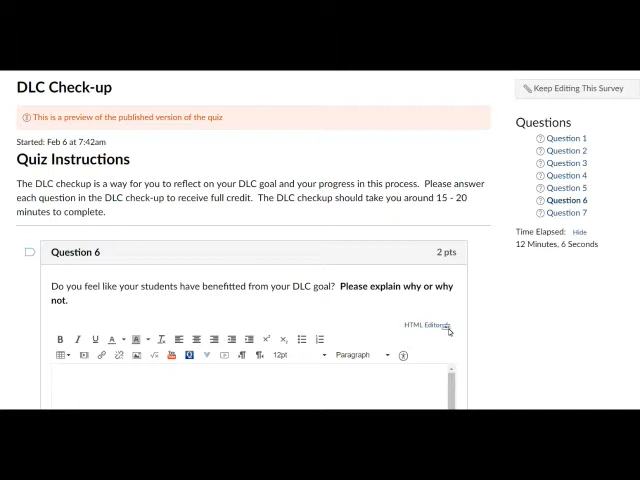 DLC Check-up
Keep Editing This Survey
This is a preview of the published version of the quiz
Started: Feb 6 at 7:42am
Quiz Instructions
The DLC checkup is a way for you to reflect on your DLC goal and your progress in this process. Please answer
each question in the DLC check-up to receive full credit. The DLC checkup should take you around 15 - 20
minutes to complete.
Questions
Question 1
Question 2
Question 3
Question 4
Question 5
Question 6
Question 7
Time Elapsed: Hide
12 Minutes, 6 Seconds
Question 6 2 pts
Do you feel like your students have benefitted from your DLC goal? Please explain why or why
not.
HTML Editor
B I U A A
12pt Paragraph